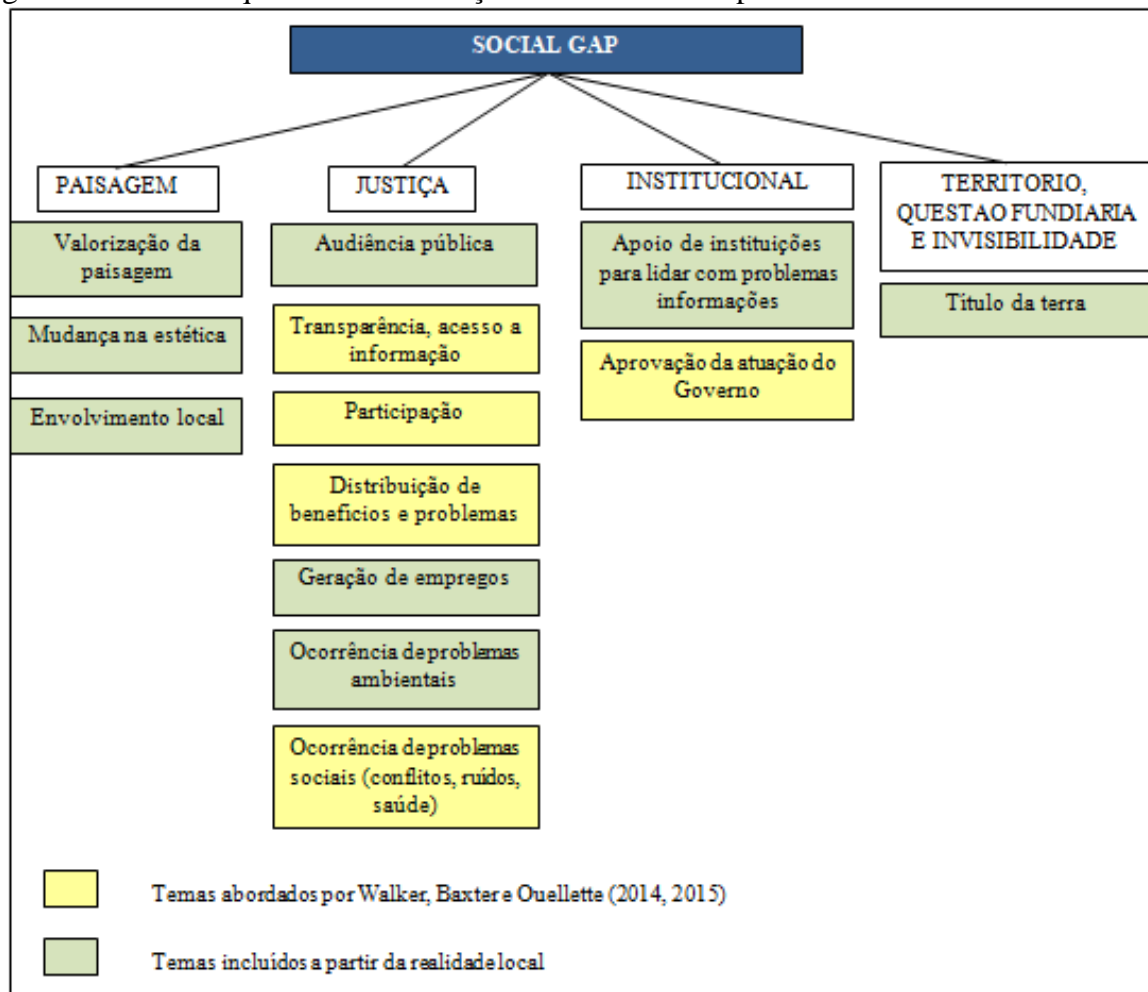 SOCIAL GAP
PAISAGEM
Valorização da
paisagem
Mudança na estética
Envolvimento local
JUSTIÇA
Audiência pública
Transparência, acesso a
informação
Participação
Distribuição de
beneficios e problemas
Geração de empregos
Ocorrência de problemas
ambientais
Ocorrência de problemas
sociais (conflitos, ruídos,
saúde)
INSTITUCIONAL
Apoio de instituições
para lidar com problemas
informações
Aprovação da atuação do
Governo
TERRITORIO,
QUESTAO FUNDIARIA
E INVISIBILIDADE
Titulo da terra
Temas abordados por Walker, Baxter e Ouellette (2014, 2015)
Temas incluídos a partir da realidade local